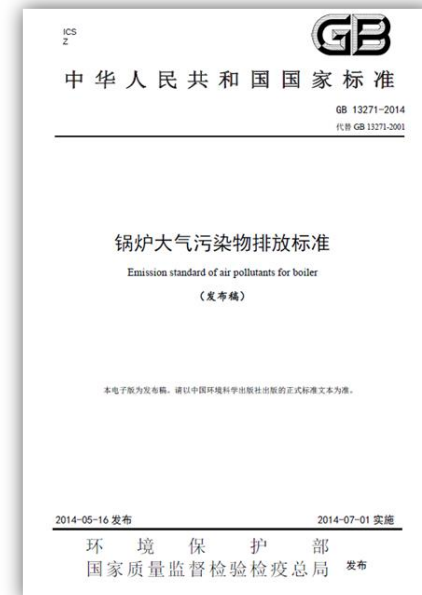 ICS
Z
GB
中华人民共和国国家标准
GB 13271-2014
代替 GB 13271-2001
锅炉大气污染物排放标准
Emission standard of air pollutants for boiler
（发布稿）
本电子版为发布稿。请以中国环境科学出版社出版的正式标准文本为准。
2014-05-16 发布
2014-07-01 实施
环境保护部
国家质量监督检验检疫总局
发布